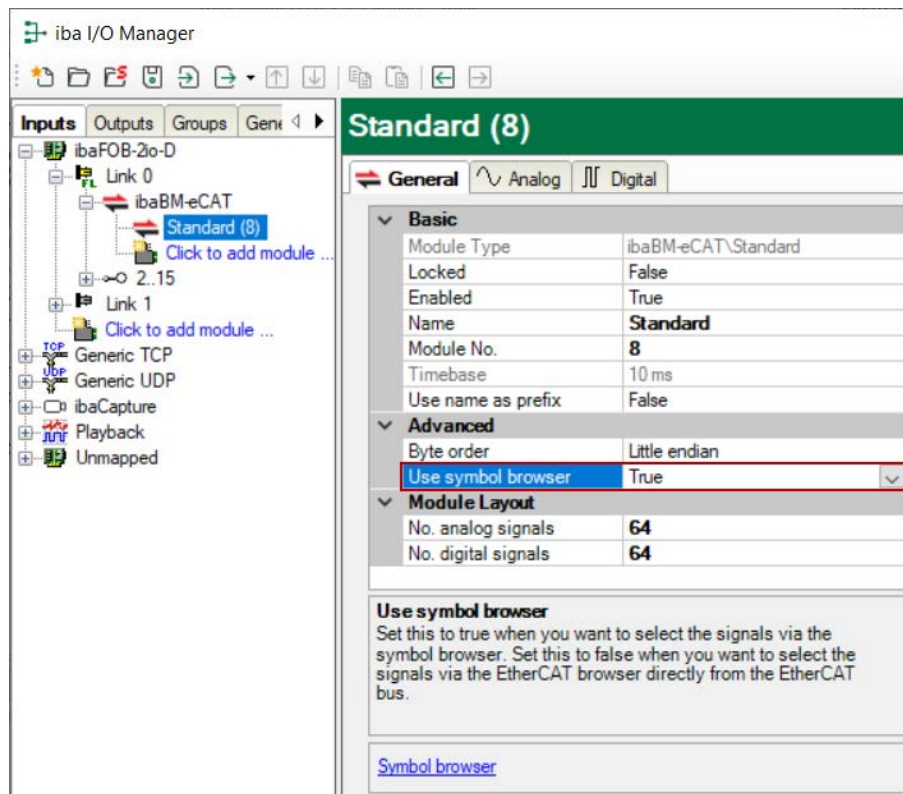 iba I/O Manager
Inputs Outputs Groups Gene
ibaFOB-2io-D
FL Link 0
ibaBM-eCAT
Standard (8)
Click to add module ...
2..15
Link 1
Click to add module ...
TCP Generic TCP
UDP Generic UDP
ibaCapture
Playback
Unmapped
Standard (8)
General Analog Digital
Basic
Module Type ibaBM-eCAT\Standard
Locked False
Enabled True
Name Standard
Module No. 8
Timebase 10 ms
Use name as prefix False
Advanced
Byte order Little endian
Use symbol browser True
Module Layout
No. analog signals 64
No. digital signals 64
Use symbol browser
Set this to true when you want to select the signals via the
symbol browser. Set this to false when you want to select the
signals via the EtherCAT browser directly from the EtherCAT
bus.
Symbol browser